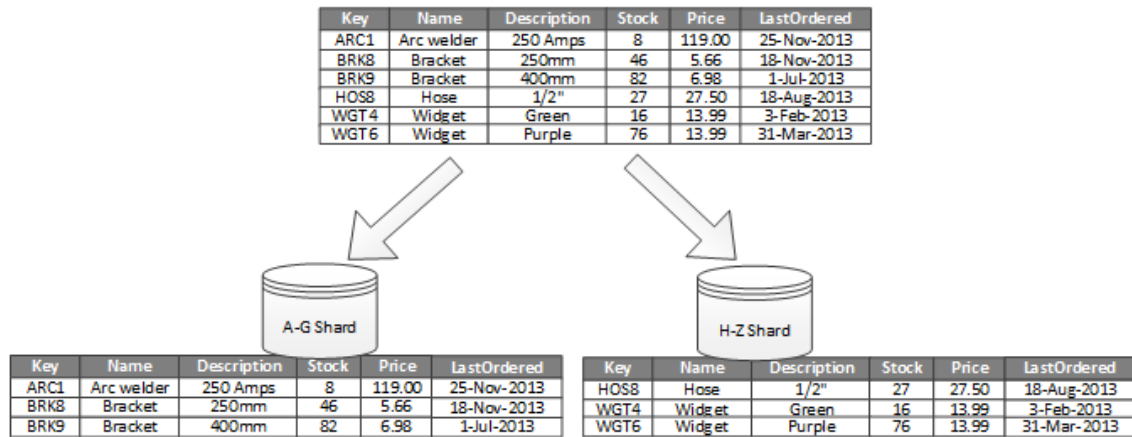 Key Name Description Stock Price LastOrdered
ARC1 Arc welder 250 Amps 8 119.00 25-Nov-2013
BRK8 Bracket 250mm 46 5.66 18-Nov-2013
BRK9 Bracket 400mm 82 6.98 1-Jul-2013
HOS8 Hose 1/2" 27 27.50 18-Aug-2013
WGT4 Widget Green 16 13.99 3-Feb-2013
WGT6 Widget Purple 76 13.99 31-Mar-2013
A-G Shard
Key Name Description Stock Price LastOrdered
ARC1 Arc welder 250 Amps 8 119.00 25-Nov-2013
BRK8 Bracket 250mm 46 5.66 18-Nov-2013
BRK9 Bracket 400mm 82 6.98 1-Jul-2013
H-Z Shard
Key Name Description Stock Price LastOrdered
HOS8 Hose 1/2" 27 27.50 18-Aug-2013
WGT4 Widget Green 16 13.99 3-Feb-2013
WGT6 Widget Purple 76 13.99 31-Mar-2013